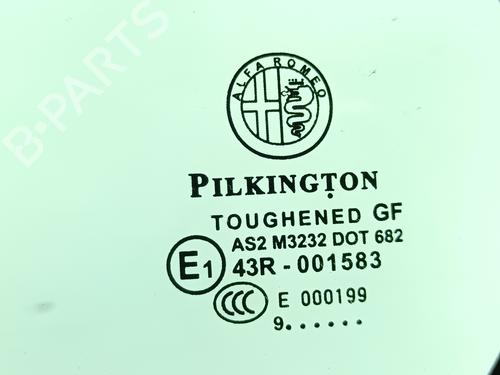 B-PARTS
ALFA ROMEO
PILKINGTON
TOUGHENED GF
AS2 M3232 DOT 682
E1 43R - 001583
CCC E 000199
9......